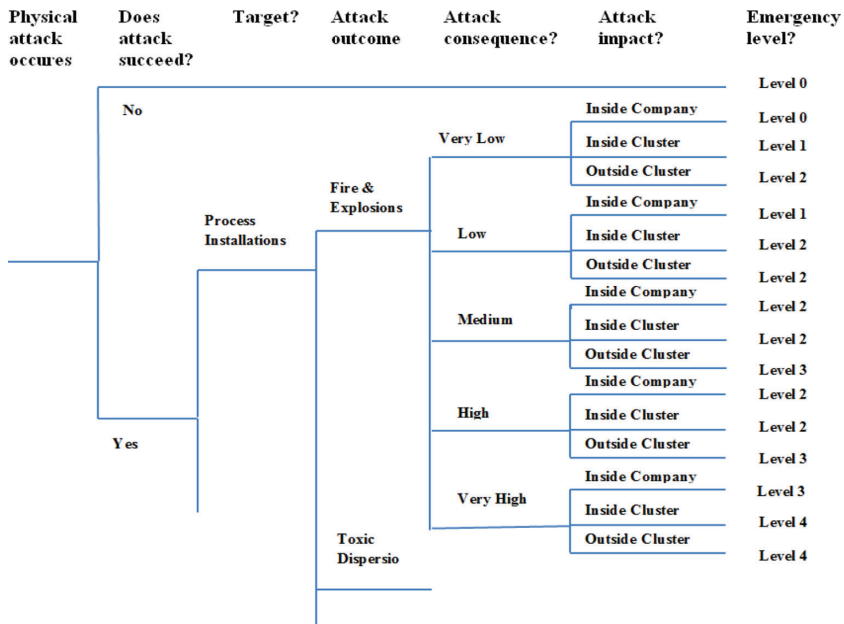 Physical attack occures
Does attack succeed?
Target?
Attack outcome
Attack consequence?
Attack impact?
Emergency level?
No
Level 0
Yes
Process Installations
Fire & Explosions
Very Low
Inside Company
Level 0
Inside Cluster
Level 1
Outside Cluster
Level 2
Low
Inside Company
Level 1
Inside Cluster
Level 2
Outside Cluster
Level 2
Medium
Inside Company
Level 2
Inside Cluster
Level 2
Outside Cluster
Level 3
High
Inside Company
Level 2
Inside Cluster
Level 2
Outside Cluster
Level 3
Very High
Inside Company
Level 3
Inside Cluster
Level 4
Outside Cluster
Level 4
Toxic Dispersio